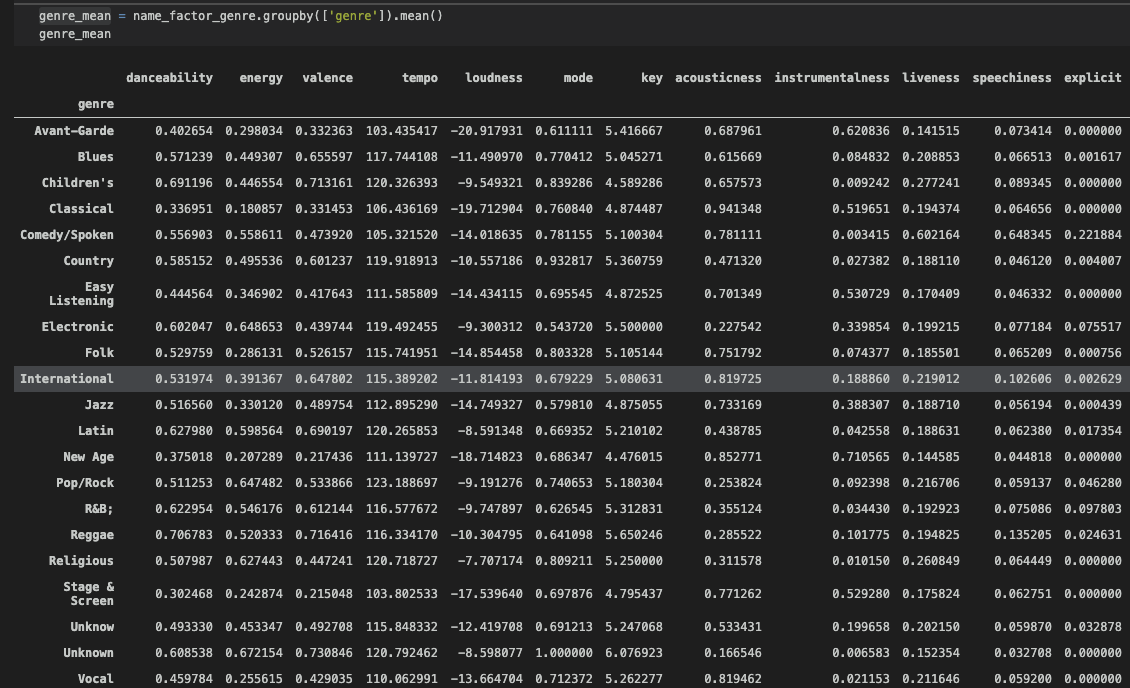 genre_mean = name_factor_genre.groupby(['genre']).mean()
genre_mean
danceability energy valence tempo loudness mode key acousticness instrumentalness liveness speechiness explicit
genre
Avant-Garde 0.402654 0.298034 0.332363 103.435417 -20.917931 0.611111 5.416667 0.687961 0.620836 0.141515 0.073414 0.000000
Blues 0.571239 0.449307 0.655597 117.744108 -11.490970 0.770412 5.045271 0.615669 0.084832 0.208853 0.066513 0.001617
Children's 0.691196 0.446554 0.713161 120.326393 -9.549321 0.839286 4.589286 0.657573 0.009242 0.277241 0.089345 0.000000
Classical 0.336951 0.180857 0.331453 106.436169 -19.712904 0.760840 4.874487 0.941348 0.519651 0.194374 0.064656 0.000000
Comedy/Spoken 0.556903 0.558611 0.473920 105.321520 -14.018635 0.781155 5.100304 0.781111 0.003415 0.602164 0.648345 0.221884
Country 0.585152 0.495536 0.601237 119.918913 -10.557186 0.932817 5.360759 0.471320 0.027382 0.188110 0.046120 0.004007
Easy
Listening 0.444564 0.346902 0.417643 111.585809 -14.434115 0.695545 4.872525 0.701349 0.530729 0.170409 0.046332 0.000000
Electronic 0.602047 0.648653 0.439744 119.492455 -9.300312 0.543720 5.500000 0.227542 0.339854 0.199215 0.077184 0.075517
Folk 0.529759 0.286131 0.526157 115.741951 -14.854458 0.803328 5.105144 0.751792 0.074377 0.185501 0.065209 0.000756
International 0.531974 0.391367 0.647802 115.389202 -11.814193 0.679229 5.080631 0.819725 0.188860 0.219012 0.102606 0.002629
Jazz 0.516560 0.330120 0.489754 112.895290 -14.749327 0.579810 4.875055 0.733169 0.388307 0.188710 0.056194 0.000439
Latin 0.627980 0.598564 0.690197 120.265853 -8.591348 0.669352 5.210102 0.438785 0.042558 0.188631 0.062380 0.017354
New Age 0.375018 0.207289 0.217436 111.139727 -18.714823 0.686347 4.476015 0.852771 0.710565 0.144585 0.044818 0.000000
Pop/Rock 0.511253 0.647482 0.533866 123.188697 -9.191276 0.740653 5.180304 0.253824 0.092398 0.216706 0.059137 0.046280
R&B; 0.622954 0.546176 0.612144 116.577672 -9.747897 0.626545 5.312831 0.355124 0.034430 0.192923 0.075086 0.097803
Reggae 0.706783 0.520333 0.716416 116.334170 -10.304795 0.641098 5.650246 0.285522 0.101775 0.194825 0.135205 0.024631
Religious 0.507987 0.627443 0.447241 120.718727 -7.707174 0.809211 5.250000 0.311578 0.010150 0.260849 0.064449 0.000000
Stage &
Screen 0.302468 0.242874 0.215048 103.802533 -17.539640 0.697876 4.795437 0.771262 0.529280 0.175824 0.062751 0.000000
Unknow 0.493330 0.453347 0.492708 115.848332 -12.419708 0.691213 5.247068 0.533431 0.199658 0.202150 0.059870 0.032878
Unknown 0.608538 0.672154 0.730846 120.792462 -8.598077 1.000000 6.076923 0.166546 0.006583 0.152354 0.032708 0.000000
Vocal 0.459784 0.255615 0.429035 110.062991 -13.664704 0.712372 5.262277 0.819462 0.021153 0.211646 0.059200 0.000000